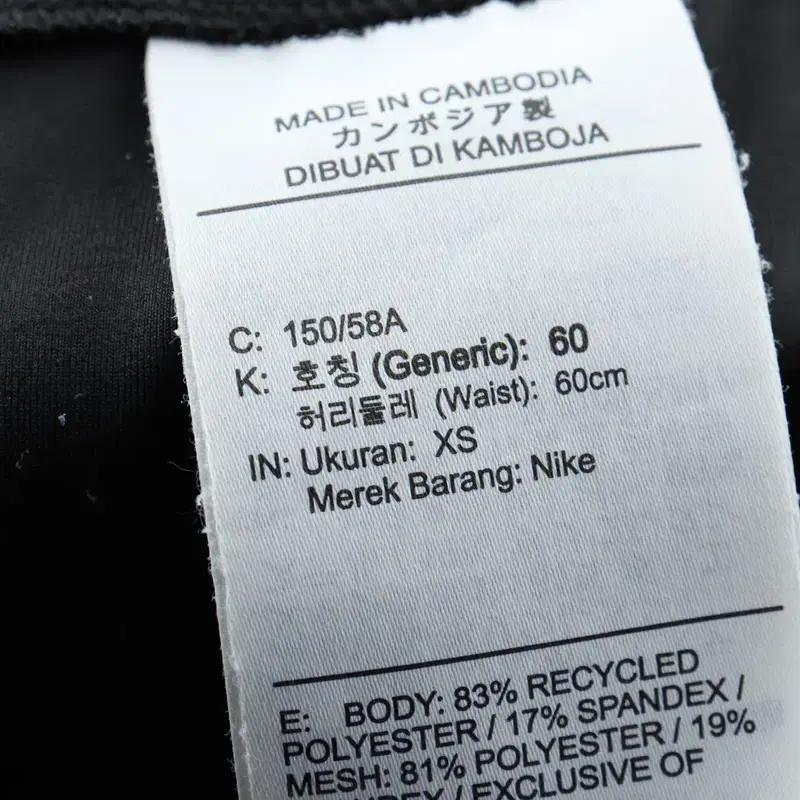 MADE IN CAMBODIA
カンボジア製
DIBUAT DI KAMBOJA
C: 150/58A
K: 호칭 (Generic): 60
허리둘레 (Waist): 60cm
IN: Ukuran: XS
Merek Barang: Nike
E: BODY: 83% RECYCLED
POLYESTER / 17% SPANDEX /
MESH: 81% POLYESTER / 19%
/ EXCLUSIVE OF